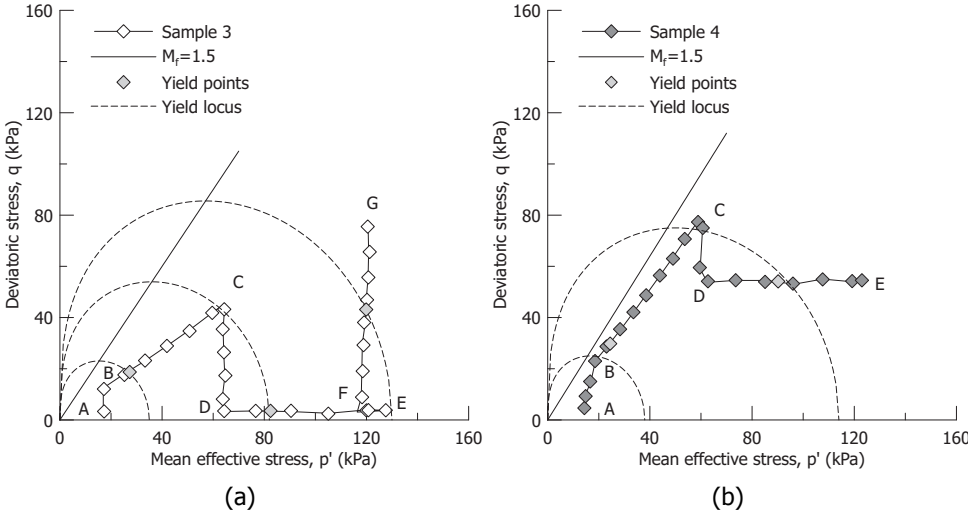 160
120
80
40
0
0
40
80
120
160
Deviatoric stress, q (kPa)
Mean effective stress, p' (kPa)
Sample 3
M_f=1.5
Yield points
Yield locus
A
B
C
D
E
F
G
(a)
160
120
80
40
0
0
40
80
120
160
Deviatoric stress, q (kPa)
Mean effective stress, p' (kPa)
Sample 4
M_f=1.5
Yield points
Yield locus
A
B
C
D
E
(b)